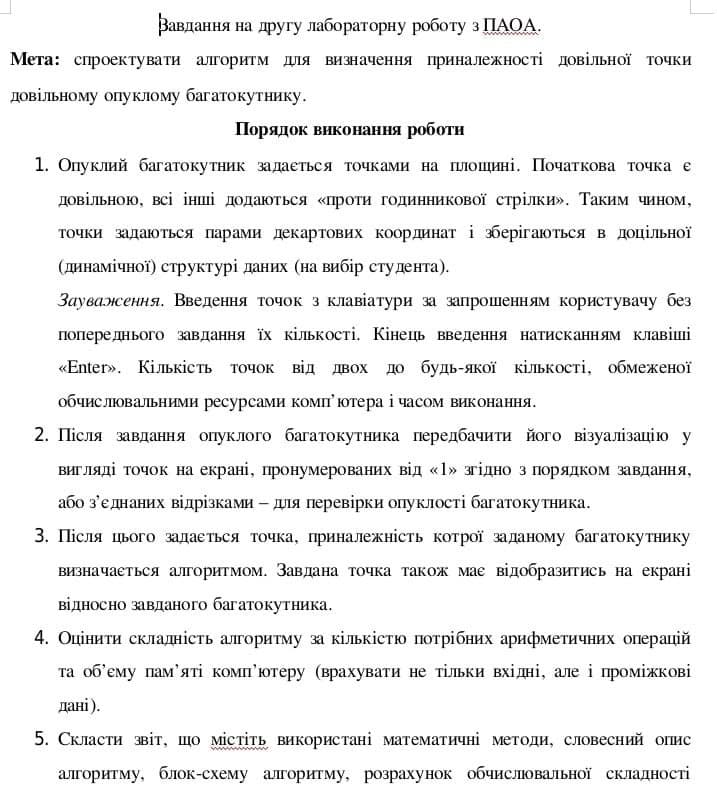 Завдання на другу лабораторну роботу з ПАОА.
Мета: спроектувати алгоритм для визначення приналежності довільної точки
довільному опуклому багатокутнику.
Порядок виконання роботи
1. Опуклий багатокутник задається точками на площині. Початкова точка є
довільною, всі інші додаються «проти годинникової стрілки». Таким чином,
точки задаються парами декартових координат і зберігаються в доцільної
(динамічної) структурі даних (на вибір студента).
Зауваження. Введення точок з клавіатури за запрошенням користувачу без
попереднього завдання їх кількості. Кінець введення натисканням клавіші
«Enter». Кількість точок від двох до будь-якої кількості, обмеженої
обчислювальними ресурсами комп’ютера і часом виконання.
2. Після завдання опуклого багатокутника передбачити його візуалізацію у
вигляді точок на екрані, пронумерованих від «1» згідно з порядком завдання,
або з’єднаних відрізками – для перевірки опуклості багатокутника.
3. Після цього задається точка, приналежність котрої заданому багатокутнику
визначається алгоритмом. Завдана точка також має відобразитись на екрані
відносно завданого багатокутника.
4. Оцінити складність алгоритму за кількістю потрібних арифметичних операцій
та об’єму пам’яті комп’ютеру (врахувати не тільки вхідні, але і проміжкові
дані).
5. Скласти звіт, що містіть використані математичні методи, словесний опис
алгоритму, блок-схему алгоритму, розрахунок обчислювальної складності